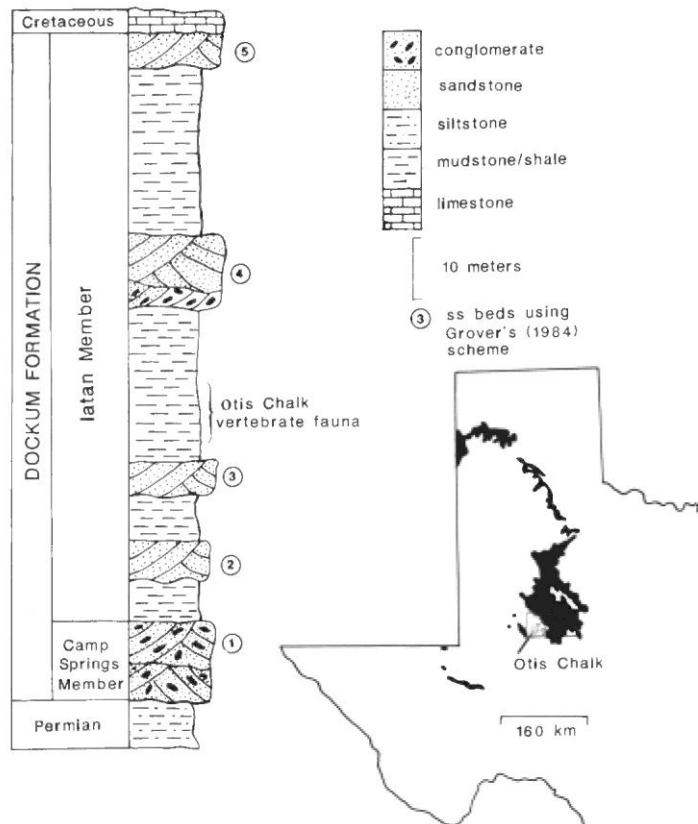 Cretaceous
DOCKUM FORMATION
Iatan Member
Camp
Springs
Member
Permian
5
4
Otis Chalk
vertebrate fauna
3
2
1
conglomerate
sandstone
siltstone
mudstone/shale
limestone
10 meters
3 ss beds using
Grover's (1984)
scheme
Otis Chalk
160 km